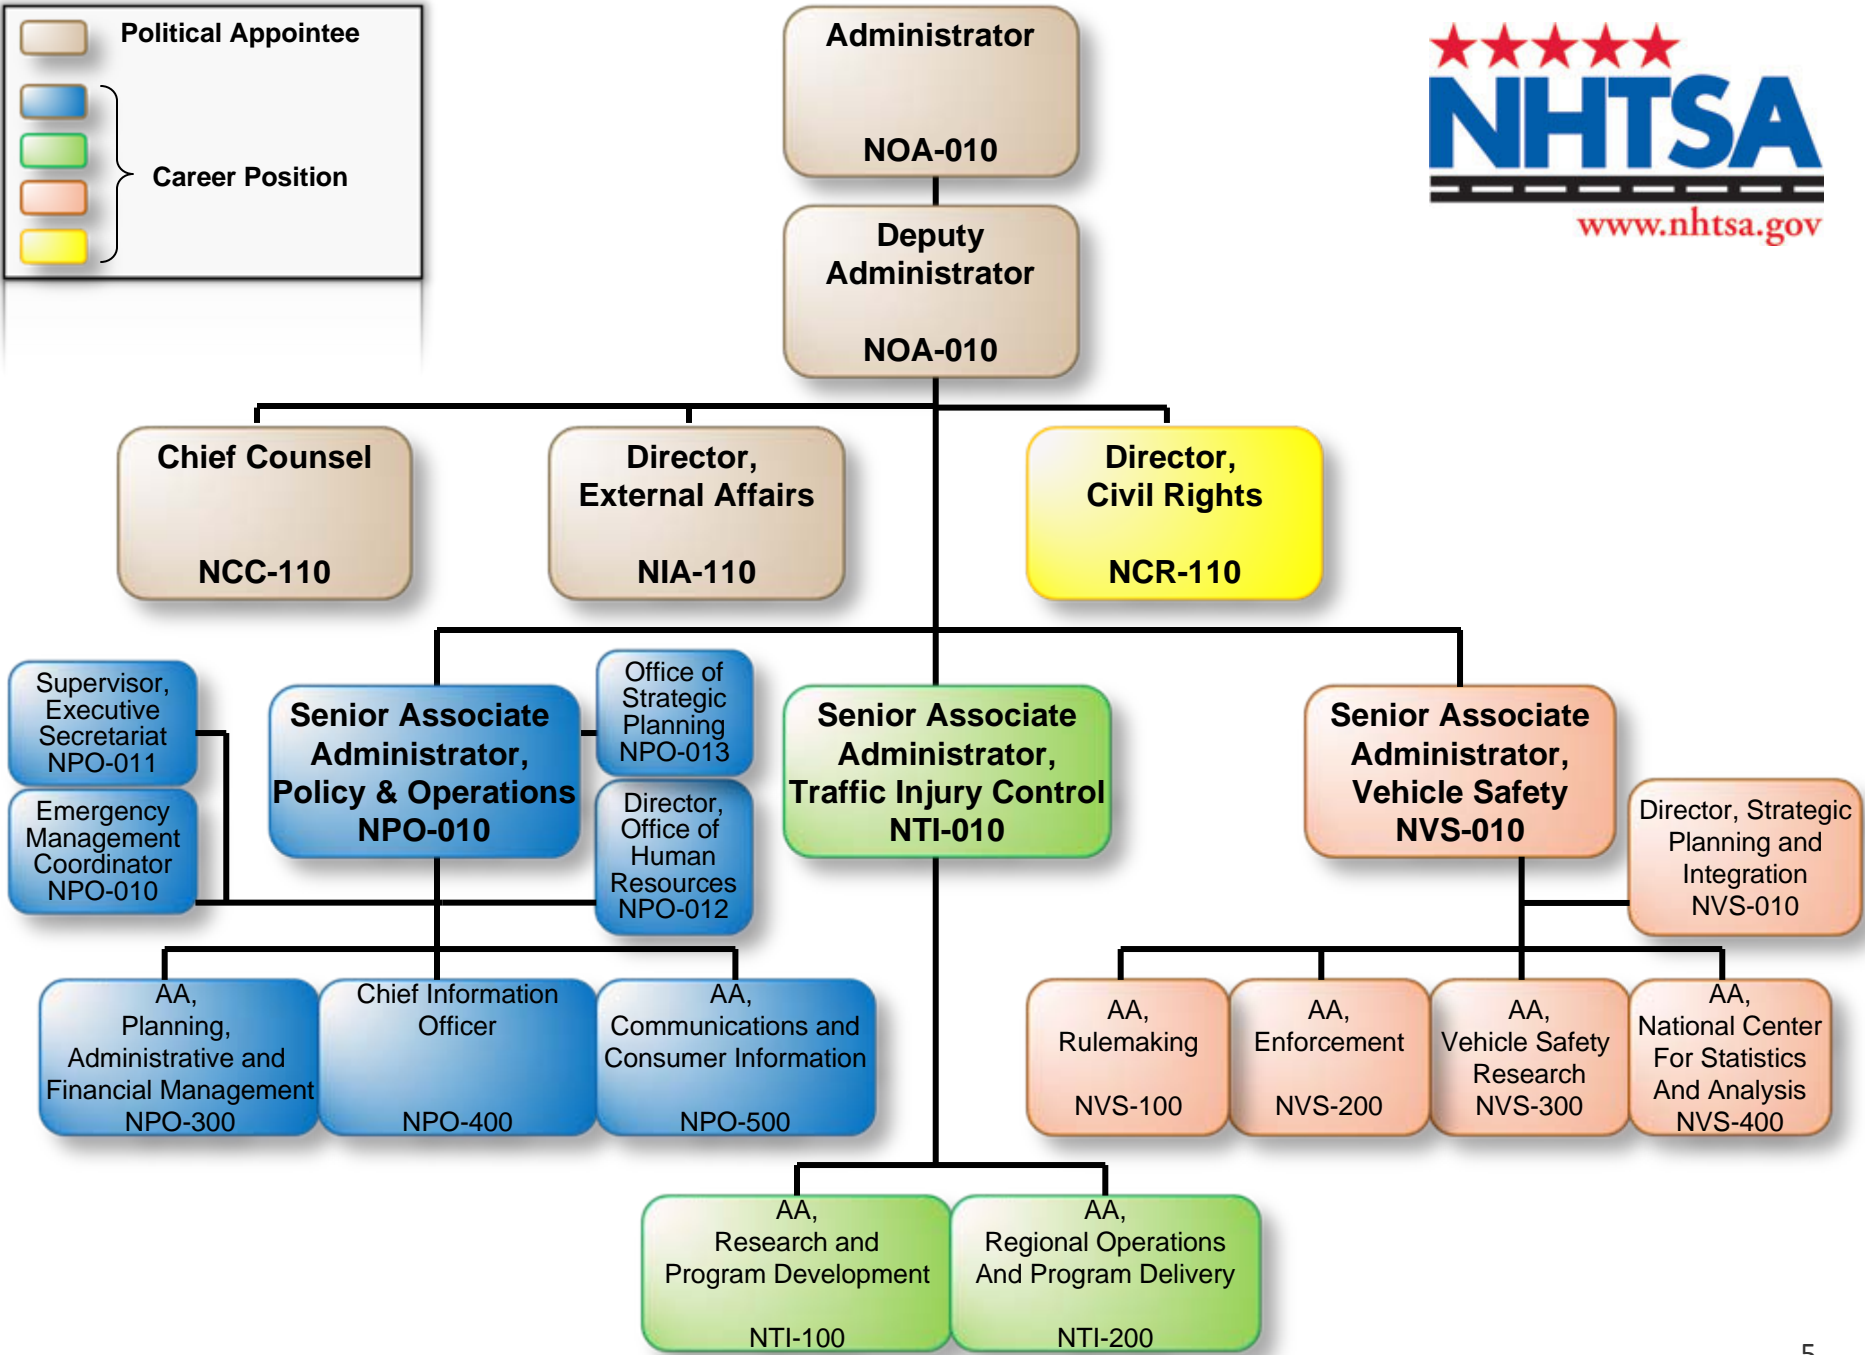 Political Appointee
Career Position
NHTSA
www.nhtsa.gov
Administrator
NOA-010
Deputy
Administrator
NOA-010
Chief Counsel
NCC-110
Director,
External Affairs
NIA-110
Director,
Civil Rights
NCR-110
Supervisor,
Executive
Secretariat
NPO-011
Emergency
Management
Coordinator
NPO-010
Senior Associate
Administrator,
Policy & Operations
NPO-010
Office of
Strategic
Planning
NPO-013
Director,
Office of
Human
Resources
NPO-012
Senior Associate
Administrator,
Traffic Injury Control
NTI-010
Senior Associate
Administrator,
Vehicle Safety
NVS-010
Director, Strategic
Planning and
Integration
NVS-010
AA,
Planning,
Administrative and
Financial Management
NPO-300
Chief Information
Officer
NPO-400
AA,
Communications and
Consumer Information
NPO-500
AA,
Rulemaking
NVS-100
AA,
Enforcement
NVS-200
AA,
Vehicle Safety
Research
NVS-300
AA,
National Center
For Statistics
And Analysis
NVS-400
AA,
Research and
Program Development
NTI-100
AA,
Regional Operations
And Program Delivery
NTI-200
5